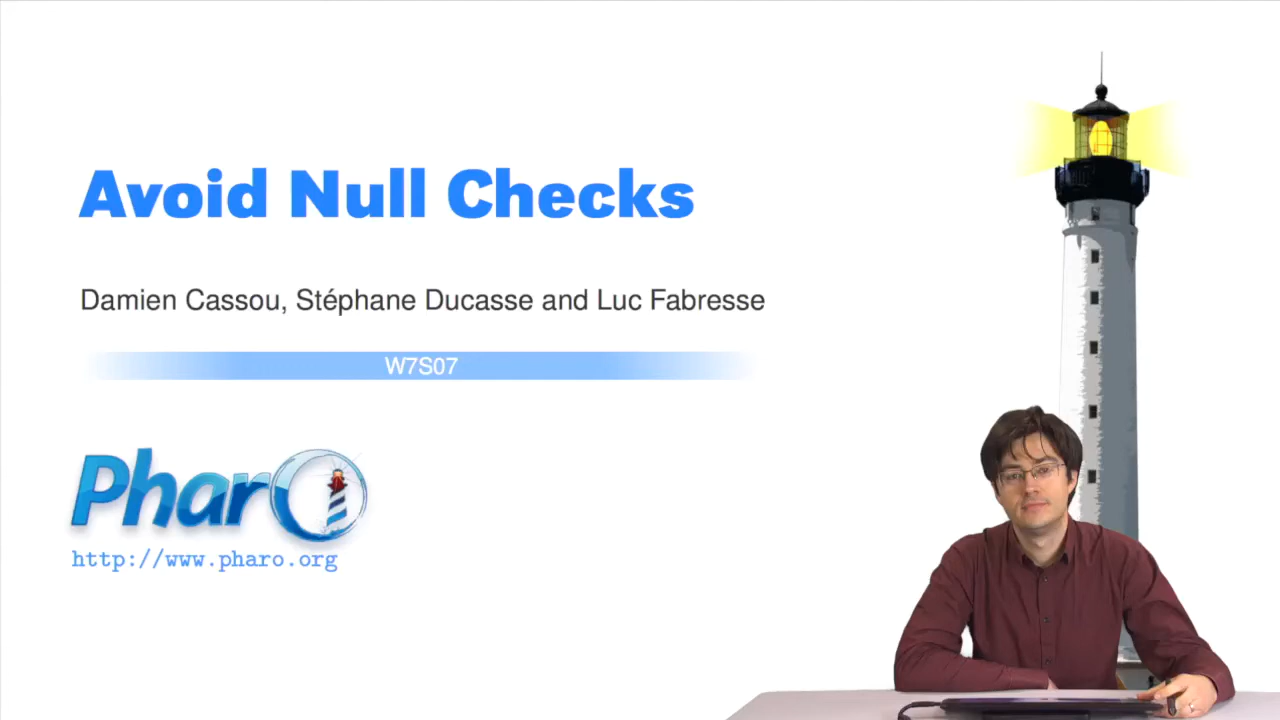 Avoid Null Checks
Damien Cassou, Stéphane Ducasse and Luc Fabresse
W7S07
Pharo
http://www.pharo.org